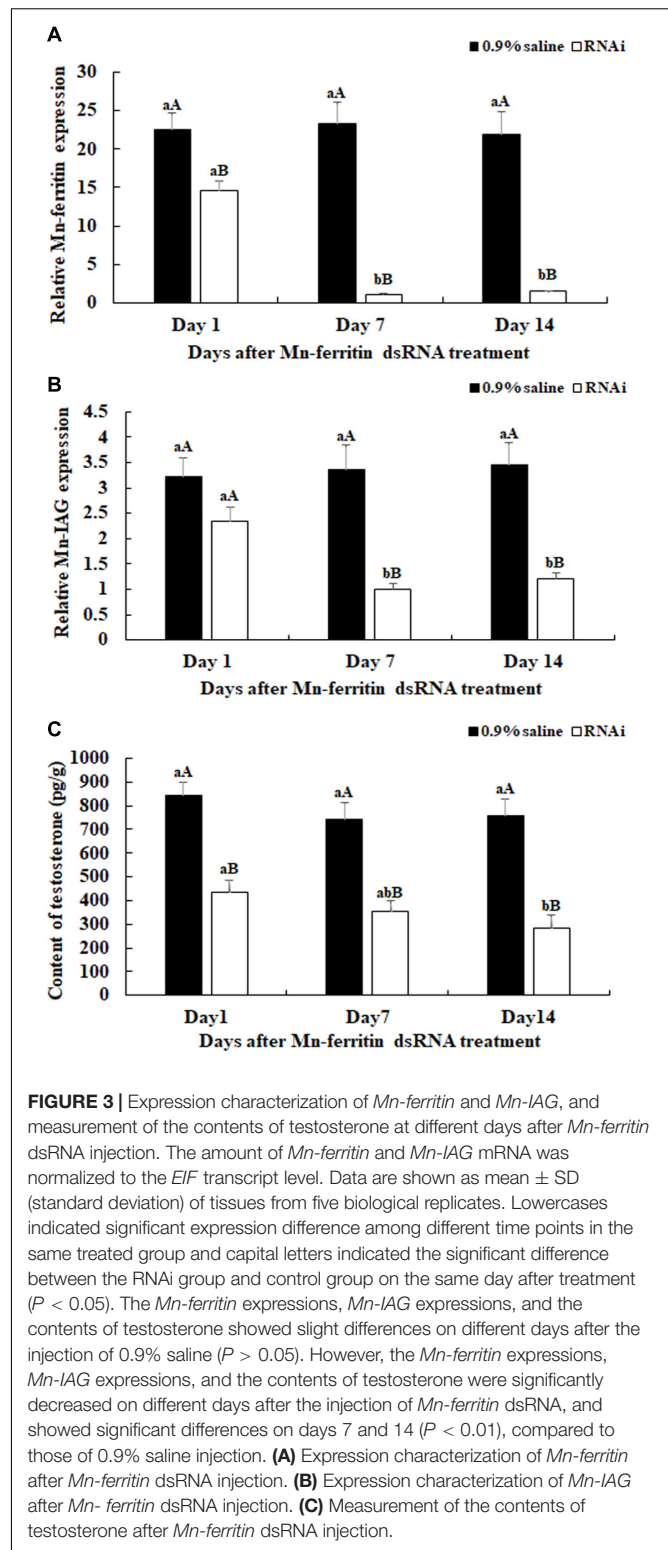 A
■0.9% saline □RNAi
Relative Mn-ferritin expression
30
25
20
15
10
5
0
aA
aB
aA
bB
aA
bB
Day 1 Day 7 Day 14
Days after Mn-ferritin dsRNA treatment
B
■0.9%saline □RNAi
Relative Mn-IAG expression
4.5
4
3.5
3
2.5
2
1.5
1
0.5
0
aA
aA
aA
bB
aA
bB
Day 1 Day 7 Day 14
Days after Mn-ferritin dsRNA treatment
C
■0.9%saline □RNAi
Content of testosterone (pg/g)
1000
900
800
700
600
500
400
300
200
100
0
aA
aB
aA
abB
aA
bB
Day1 Day7 Day14
Days after Mn-ferritin dsRNA treatment
FIGURE 3 | Expression characterization of Mn-ferritin and Mn-IAG, and
measurement of the contents of testosterone at different days after Mn-ferritin
dsRNA injection. The amount of Mn-ferritin and Mn-IAG mRNA was
normalized to the EIF transcript level. Data are shown as mean ± SD
(standard deviation) of tissues from five biological replicates. Lowercases
indicated significant expression difference among different time points in the
same treated group and capital letters indicated the significant difference
between the RNAi group and control group on the same day after treatment
(P < 0.05). The Mn-ferritin expressions, Mn-IAG expressions, and the
contents of testosterone showed slight differences on different days after the
injection of 0.9% saline (P > 0.05). However, the Mn-ferritin expressions,
Mn-IAG expressions, and the contents of testosterone were significantly
decreased on different days after the injection of Mn-ferritin dsRNA, and
showed significant differences on days 7 and 14 (P < 0.01), compared to
those of 0.9% saline injection. (A) Expression characterization of Mn-ferritin
after Mn-ferritin dsRNA injection. (B) Expression characterization of Mn-IAG
after Mn- ferritin dsRNA injection. (C) Measurement of the contents of
testosterone after Mn-ferritin dsRNA injection.